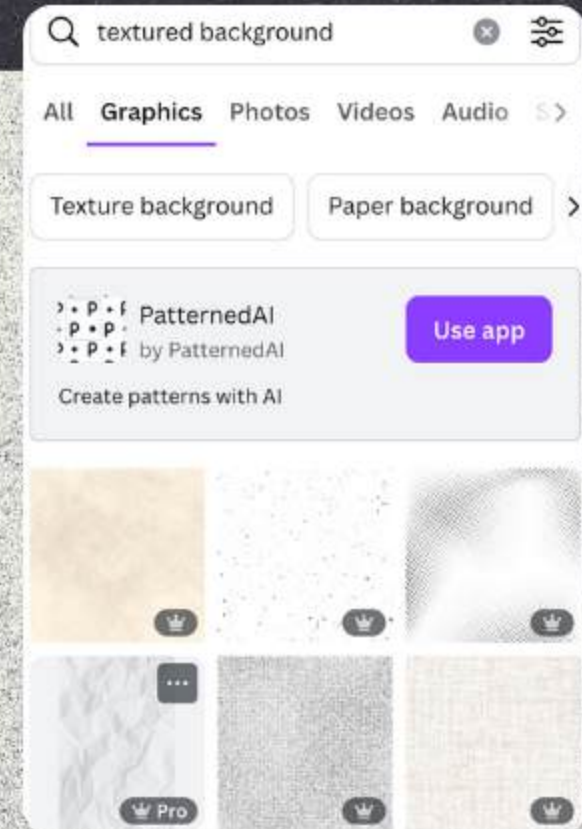 textured background
All Graphics Photos Videos Audio S
Texture background Paper background
PatternedAI
by PatternedAI
Use app
Create patterns with AI
Pro